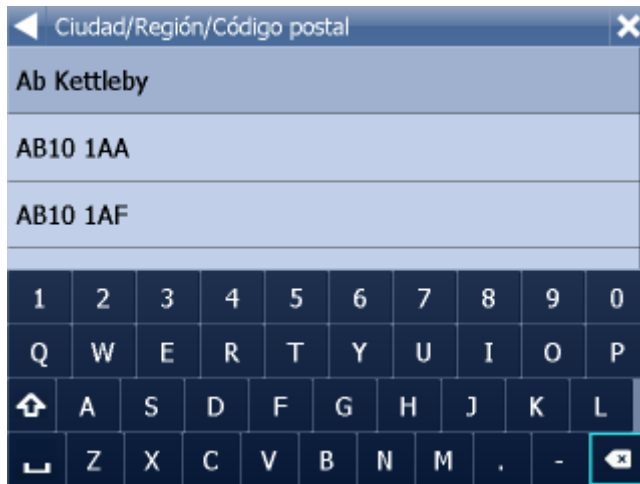 Ciudad/Región/Código postal
Ab Kettleby
AB10 1AA
AB10 1AF
1 2 3 4 5 6 7 8 9 0
Q W E R T Y U I O P
A S D F G H J K L
Z X C V B N M . -